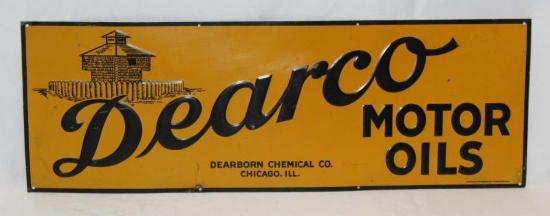 Dearco
MOTOR
OILS
DEARBORN CHEMICAL CO.
CHICAGO. ILL.